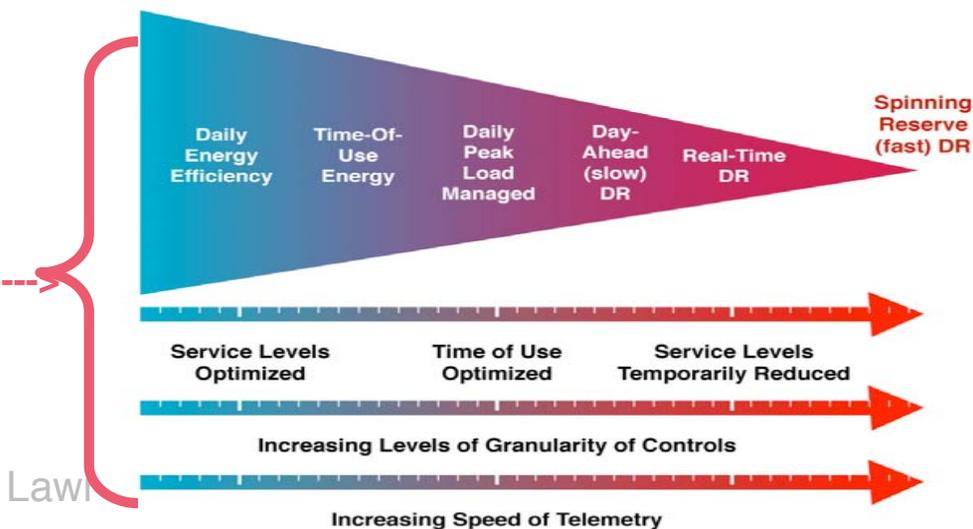 Spinning
Reserve
(fast) DR
Daily
Energy
Efficiency
Time-Of-
Use
Energy
Daily
Peak
Load
Managed
Day-
Ahead
(slow)
DR
Real-Time
DR
--->
Service Levels
Optimized
Time of Use
Optimized
Service Levels
Temporarily Reduced
Increasing Levels of Granularity of Controls
Increasing Speed of Telemetry